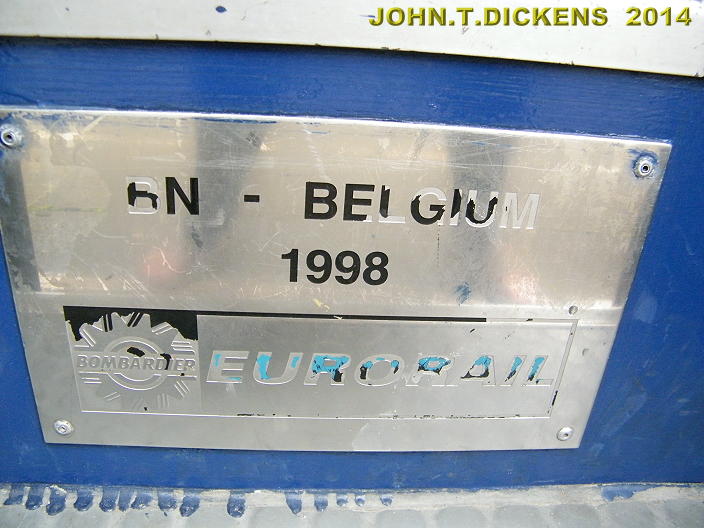 JOHN.T.DICKENS 2014
BN - BELGIUM
1998
BOMBARDIER EURORAIL